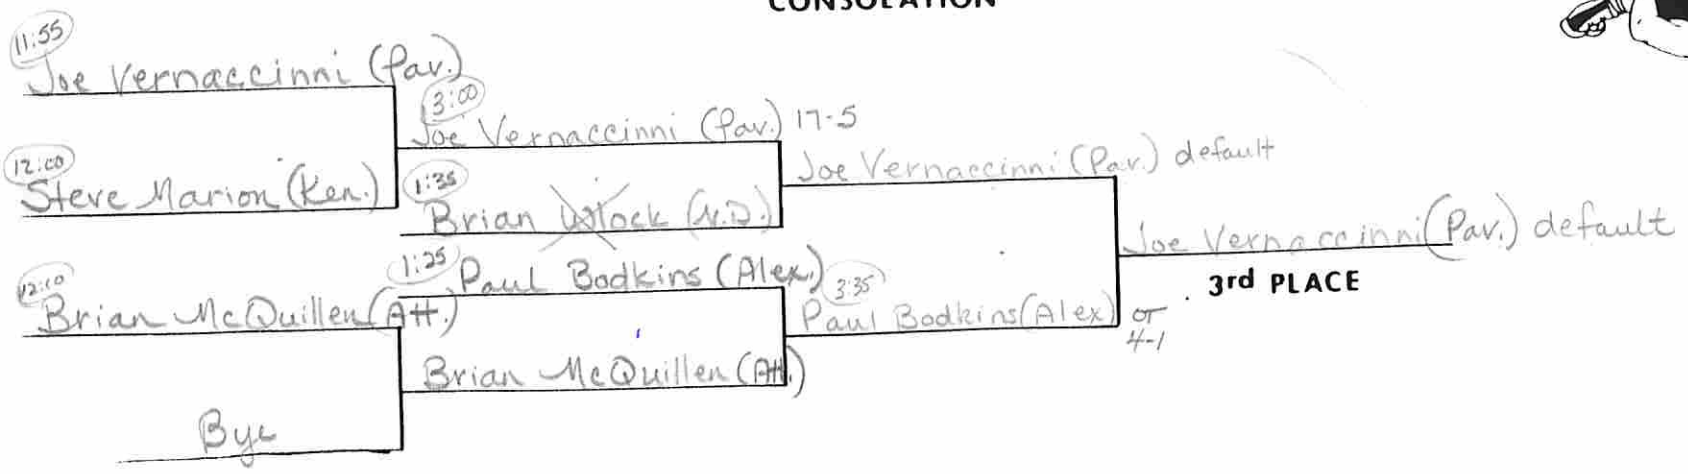 CONSOLATION
11:55
Joe Vernaccinni (Pav.)
3:00
Joe Vernaccinni (Pav.) 17-5
12:00
Steve Marion (Ken.)
Joe Vernaccinni (Pav.) default
1:35
Brian (N.D.)
Joe Vernaccinni (Pav.) default
3rd PLACE
1:25
Paul Bodkins (Alex.)
12:10
Brian McQuillen (Att.)
3:35
Paul Bodkins (Alex) OT
4-1
Brian McQuillen (Att.)
Bye